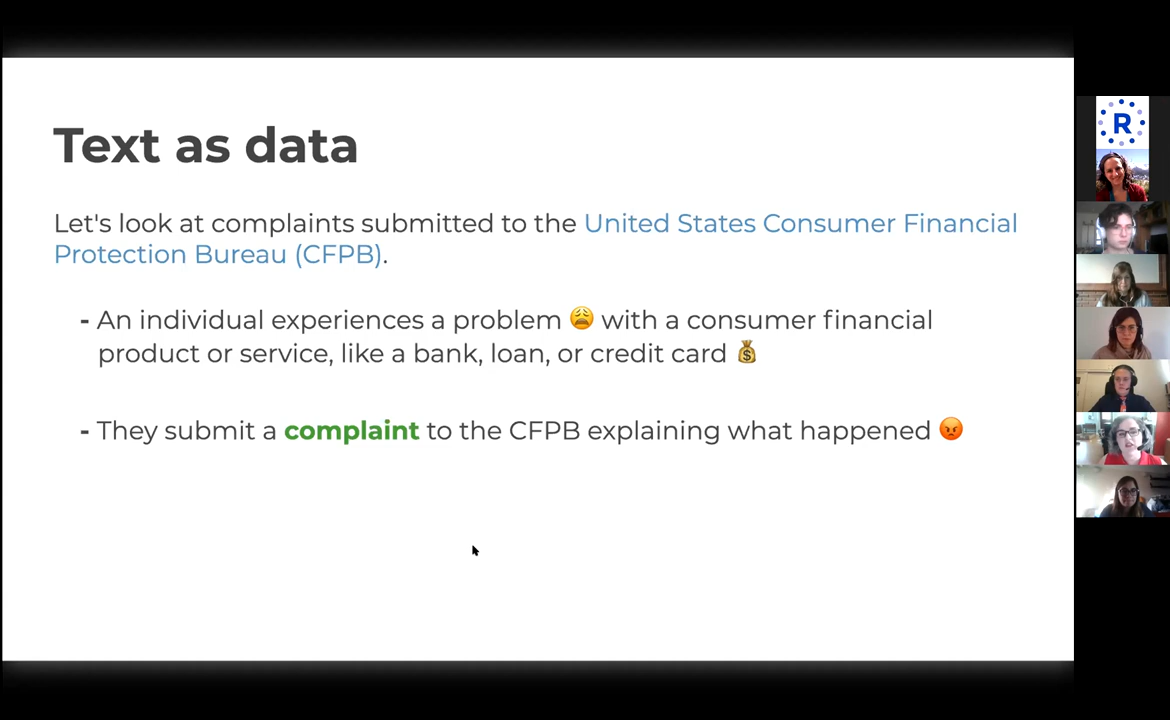 Text as data
Let's look at complaints submitted to the United States Consumer Financial
Protection Bureau (CFPB).
- An individual experiences a problem 😩 with a consumer financial
product or service, like a bank, loan, or credit card 💰
- They submit a complaint to the CFPB explaining what happened 😡
R